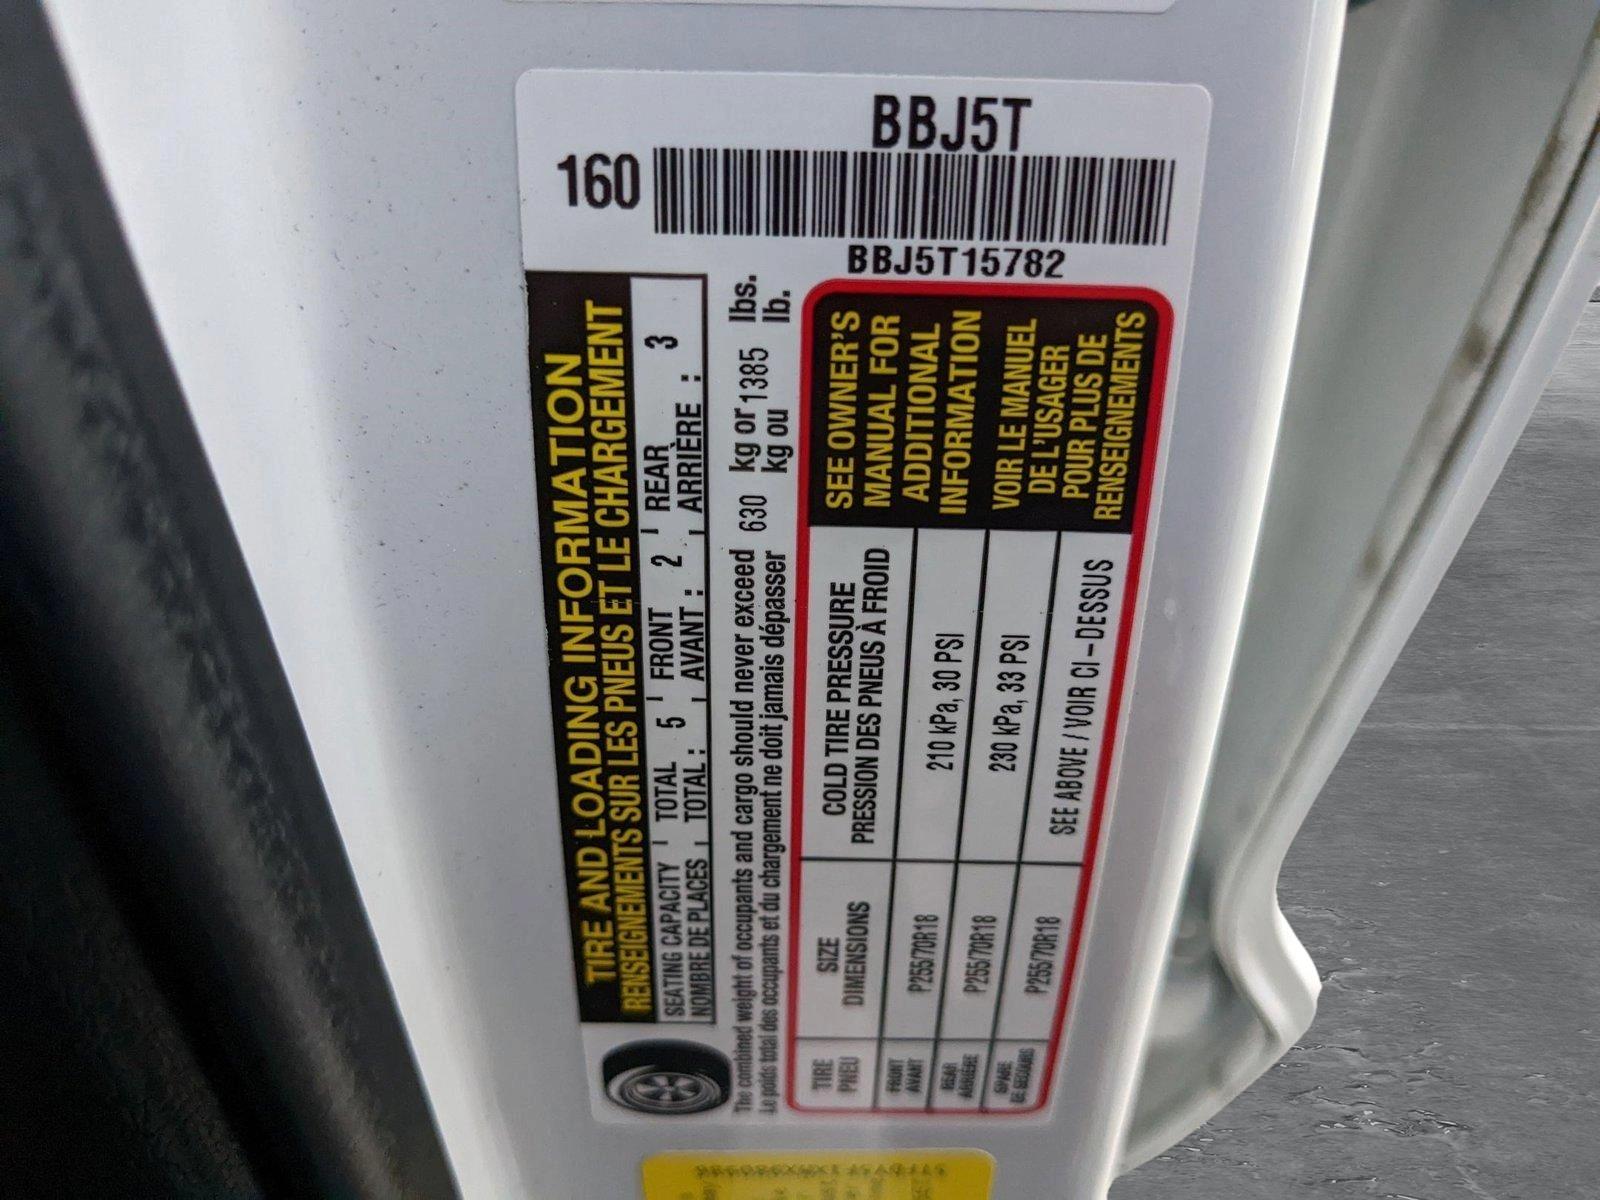 BBJ5T
160
BBJ5T15782
TIRE AND LOADING INFORMATION
RENSEIGNEMENTS SUR LES PNEUS ET LE CHARGEMENT
SEATING CAPACITY TOTAL 5 FRONT 2 REAR 3
NOMBRE DE PLACES TOTAL : AVANT : ARRIÈRE :
The combined weight of occupants and cargo should never exceed 630 kg or 1385 lbs.
Le poids total des occupants et du chargement ne doit jamais dépasser kg ou lb.
TIRE SIZE COLD TIRE PRESSURE
PNEU DIMENSIONS PRESSION DES PNEUS À FROID
FRONT
AVANT P255/70R18 210 kPa, 30 PSI
REAR
ARRIÈRE P255/70R18 230 kPa, 33 PSI
SPARE
DE SECOURS P255/70R18 SEE ABOVE / VOIR CI-DESSUS
SEE OWNER'S
MANUAL FOR
ADDITIONAL
INFORMATION
VOIR LE MANUEL
DE L'USAGER
POUR PLUS DE
RENSEIGNEMENTS